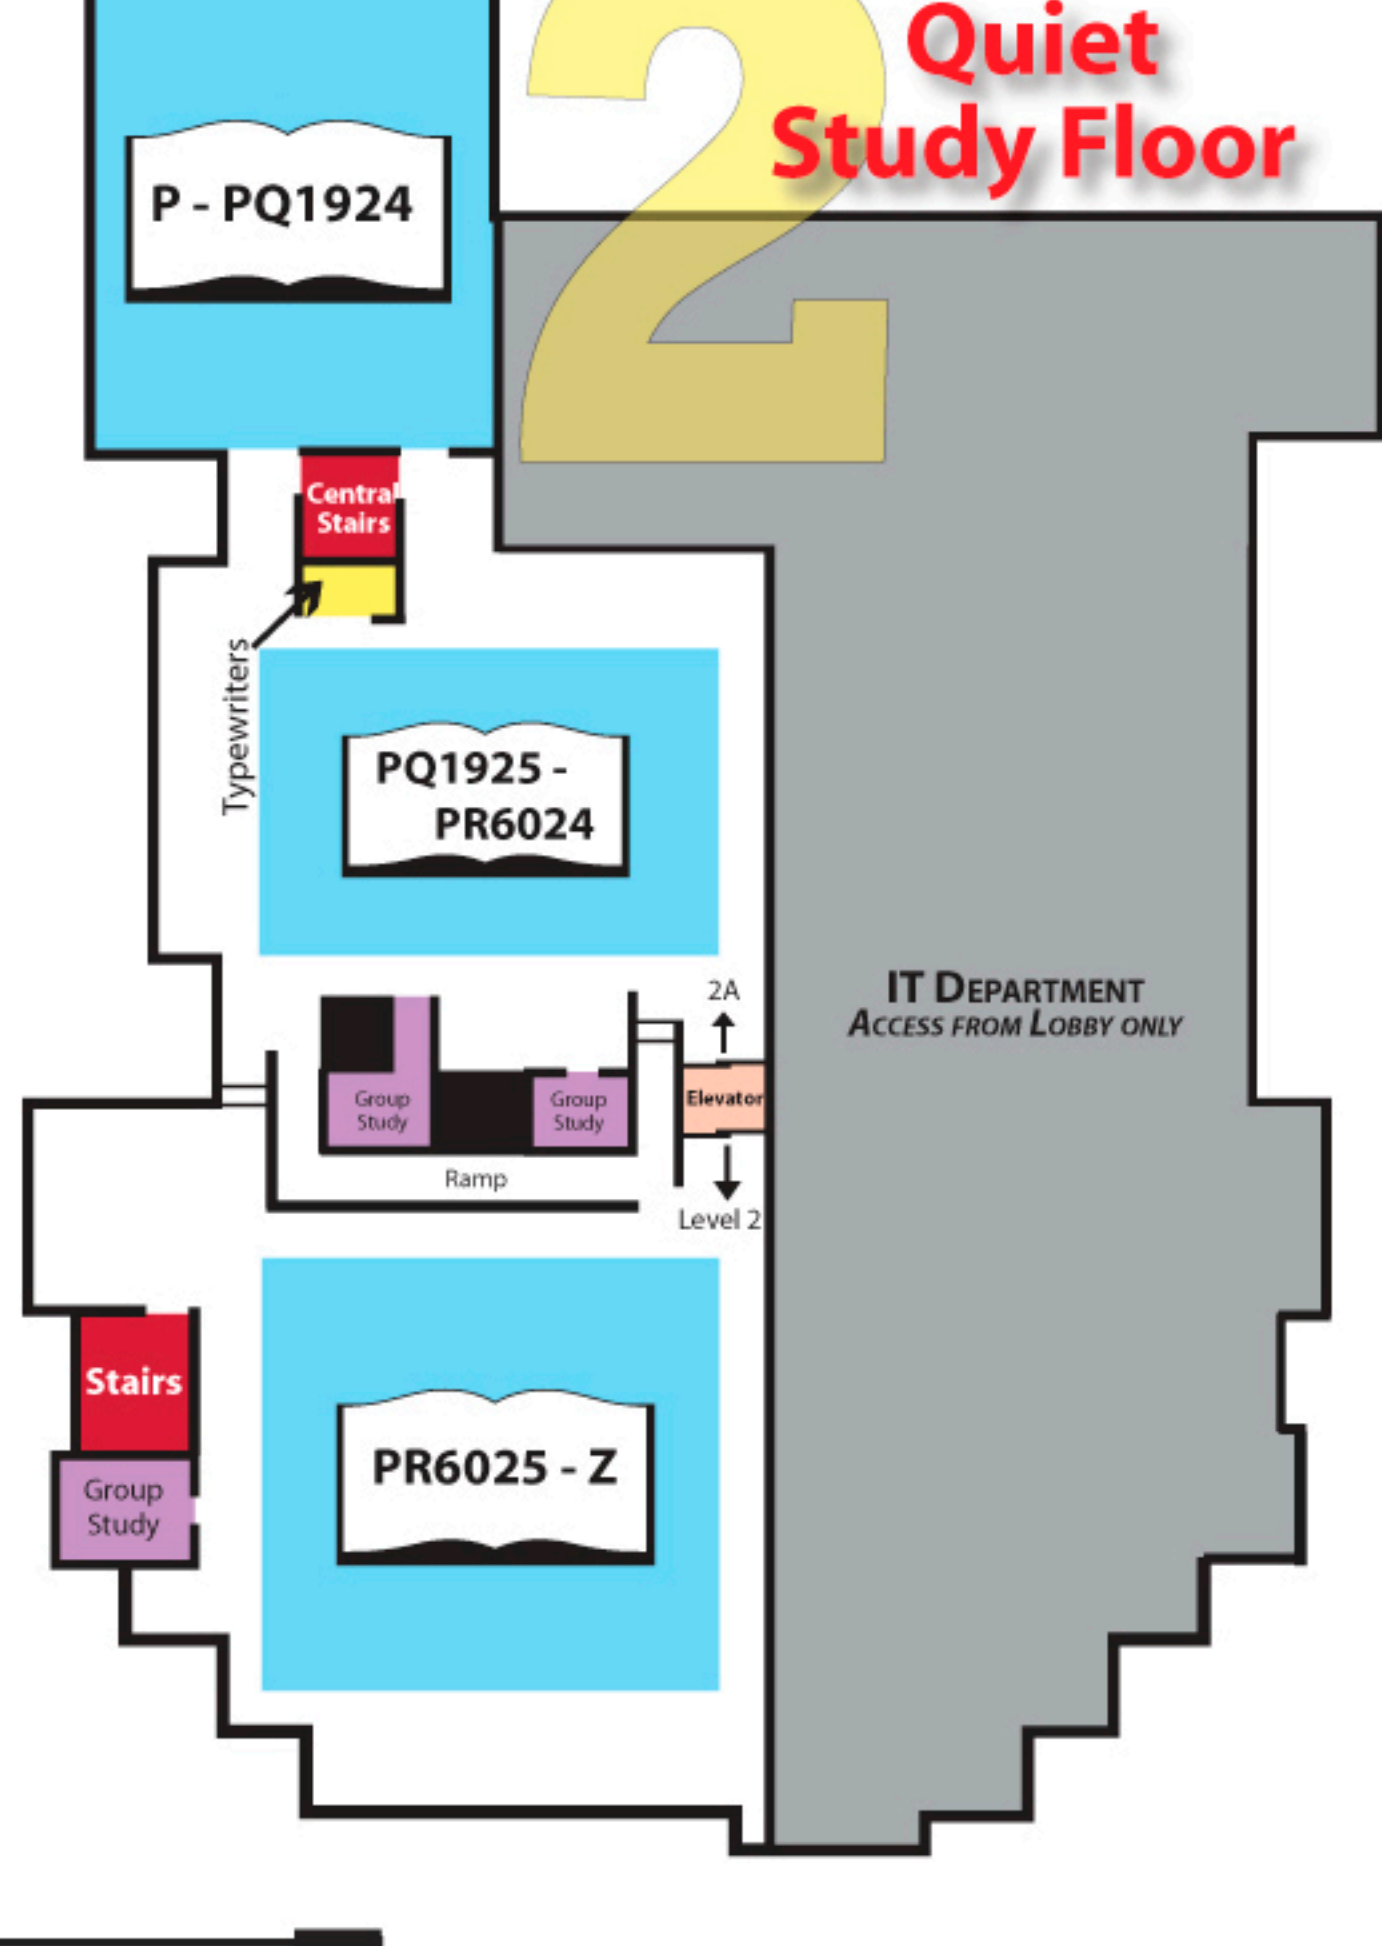 2
Quiet
Study Floor
P - PQ1924
Central
Stairs
Typewriters
PQ1925 -
PR6024
2A
IT DEPARTMENT
ACCESS FROM LOBBY ONLY
Elevator
Group
Study
Group
Study
Ramp
Level 2
Stairs
PR6025 - Z
Group
Study